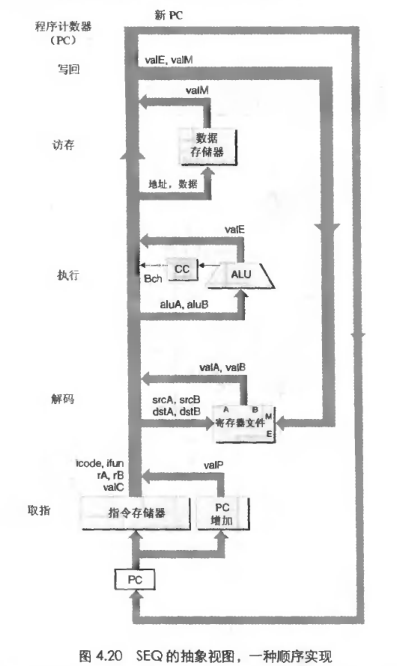 新 PC
程序计数器
（PC）
valE, valM
写回
valM
访存
数据
存储器
地址，数据
valE
执行
CC
ALU
Bch
aluA, aluB
valA, valB
解码
srcA, srcB
dstA, dstB
A B M
寄存器文件
E
icode, ifun
rA, rB
valC
valP
取指
指令存储器
PC
增加
PC
图 4.20 SEQ 的抽象视图，一种顺序实现